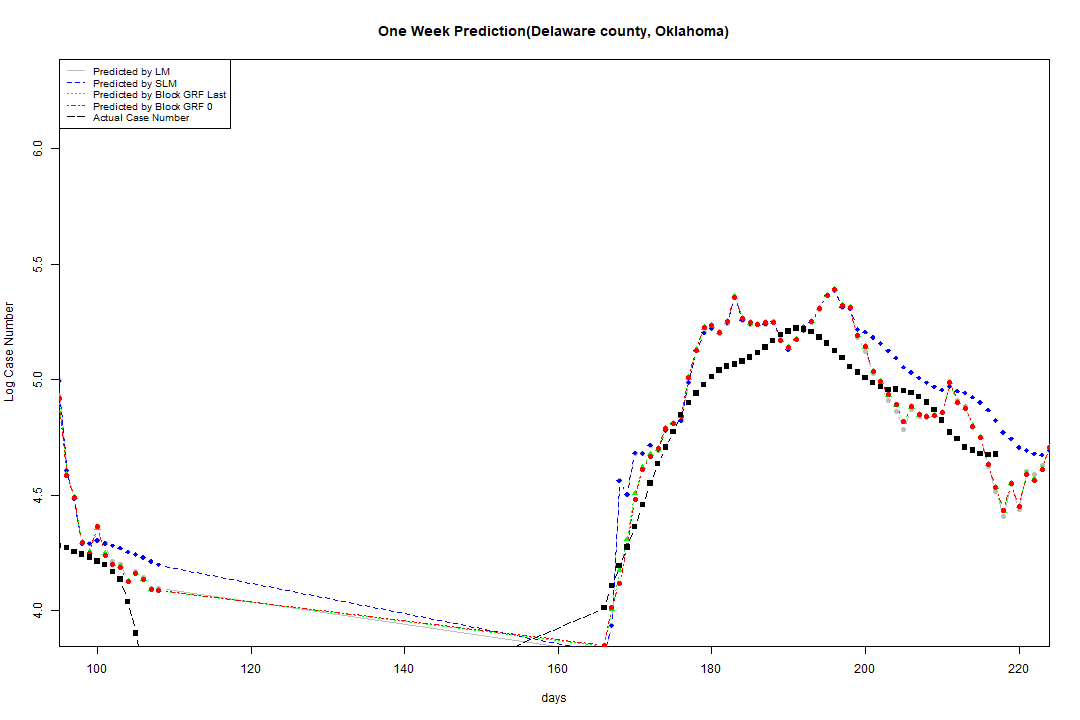 One Week Prediction(Delaware county, Oklahoma)
Predicted by LM
Predicted by SLM
Predicted by Block GRF Last
Predicted by Block GRF 0
Actual Case Number
6.0
5.5
5.0
4.5
4.0
Log Case Number
100 120 140 160 180 200 220
days